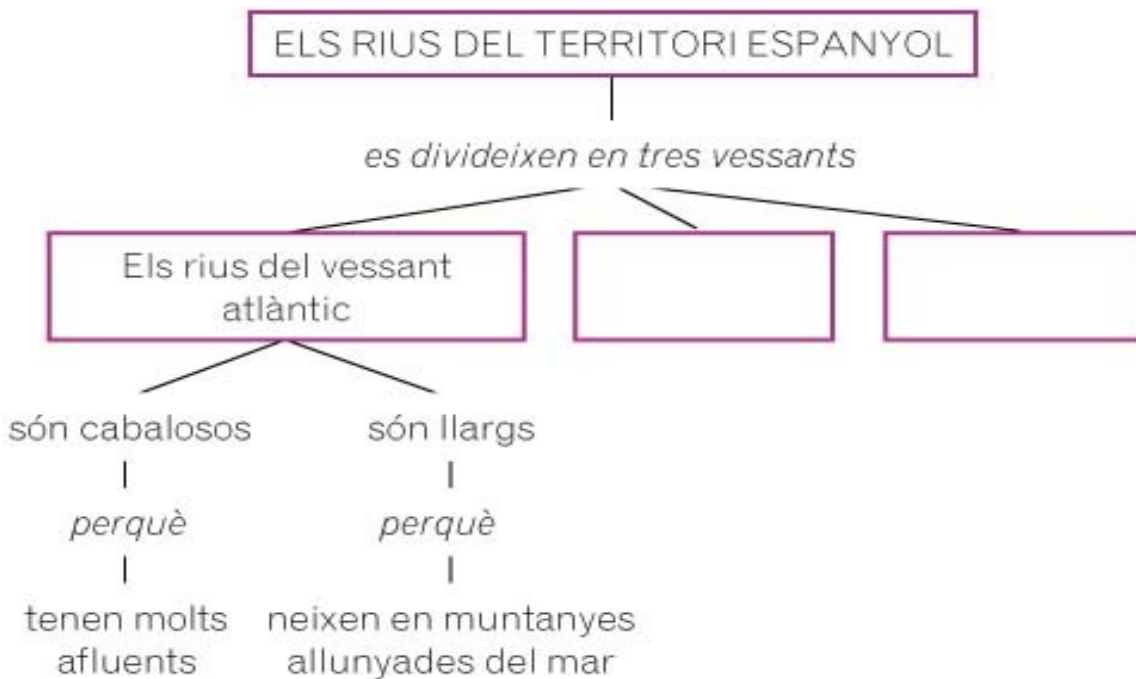 ELS RIUS DEL TERRITORI ESPANYOL
es divideixen en tres vessants
Els rius del vessant
atlàntic
són cabalosos
perquè
tenen molts
afluents
són llargs
perquè
neixen en muntanyes
allunyades del mar